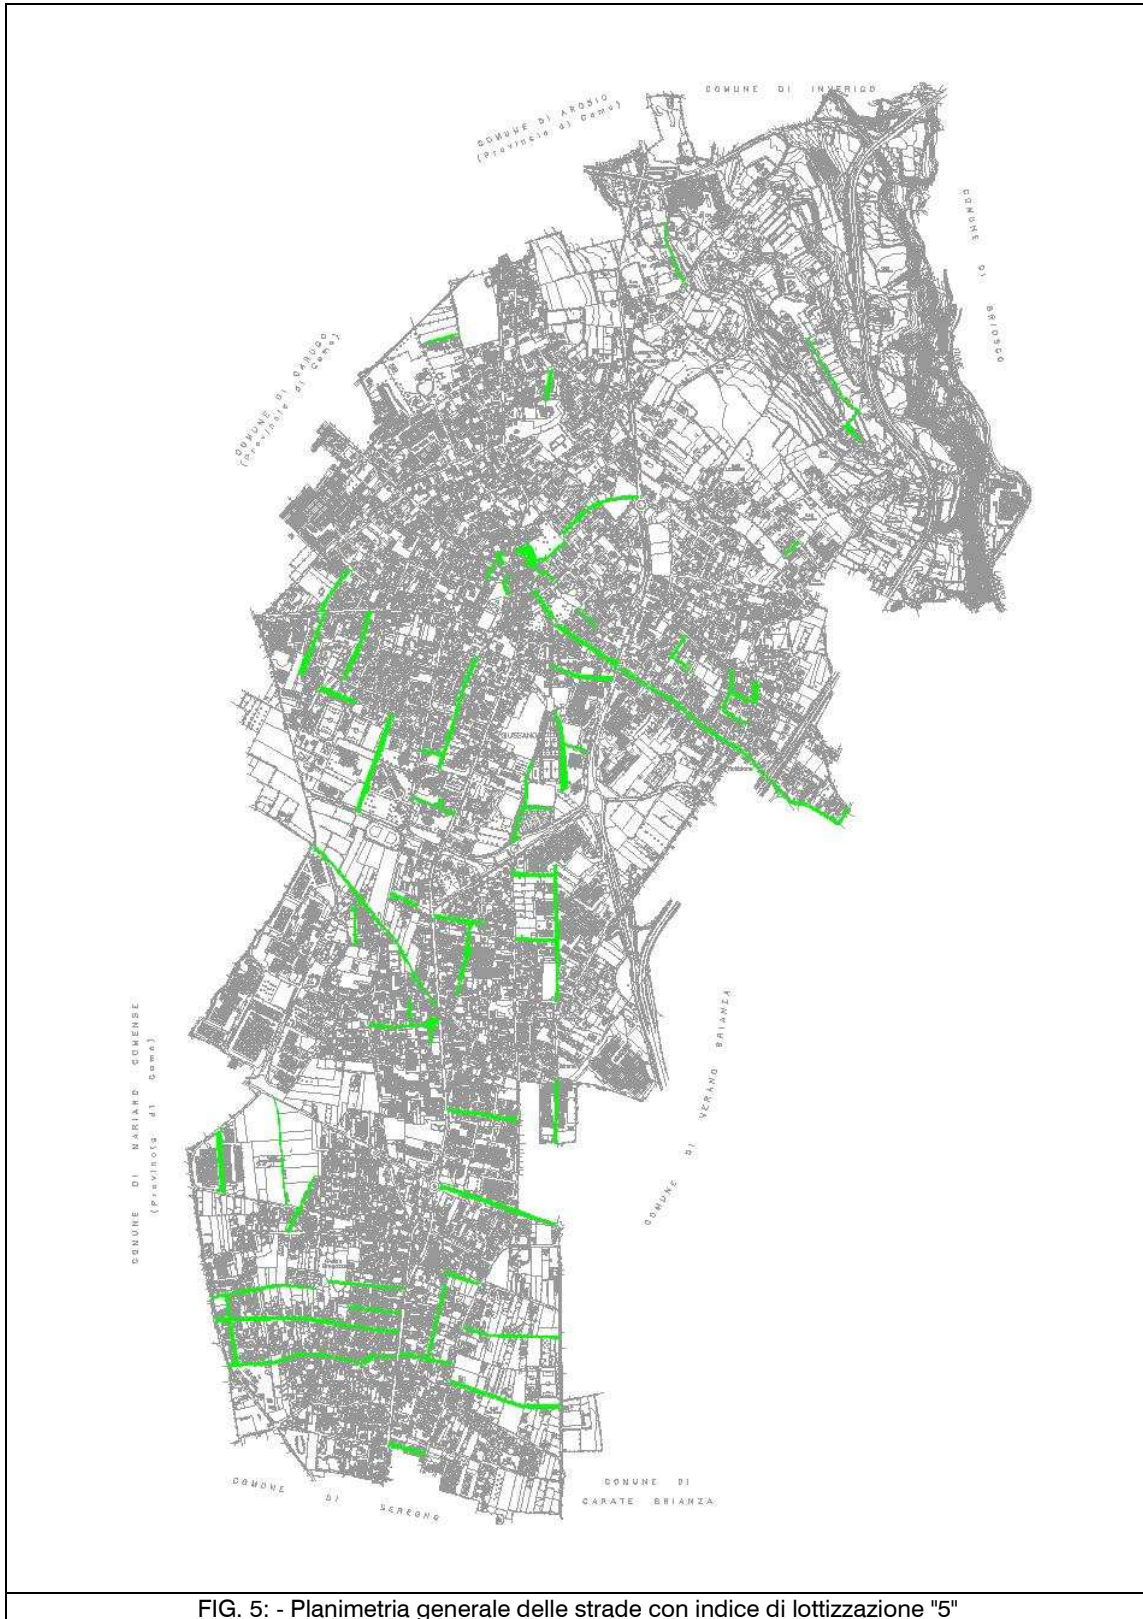 COMUNE DI INVERIGO
COMUNE DI AROSIO
(Provincia di Como)
COMUNE DI BRIOSCO
COMUNE DI CARUGO
(Provincia di Como)
GIUSSANO
COMUNE DI MARIANO COMENSE
(Provincia di Como)
COMUNE DI VERANO BRIANZA
COMUNE DI SEREGNO
COMUNE DI
CARATE BRIANZA
FIG. 5: - Planimetria generale delle strade con indice di lottizzazione "5"